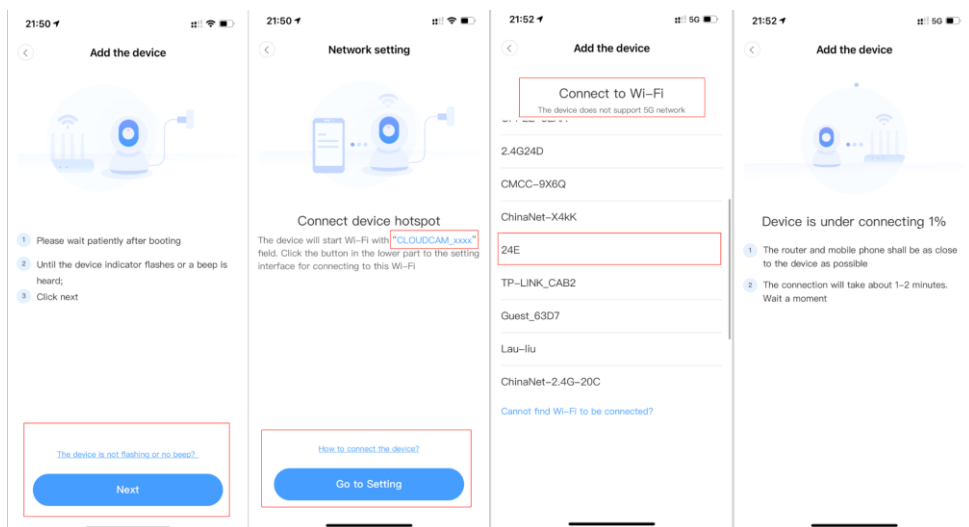 21:50
Add the device
1 Please wait patiently after booting
2 Until the device indicator flashes or a beep is
heard;
3 Click next
The device is not flashing or no beep?
Next
21:50
Network setting
Connect device hotspot
The device will start Wi-Fi with "CLOUDCAM_xxxx"
field. Click the button in the lower part to the setting
interface for connecting to this Wi-Fi
How to connect the device?
Go to Setting
21:52
5G
Add the device
Connect to Wi-Fi
The device does not support 5G network
2.4G24D
CMCC-9X6Q
ChinaNet-X4kK
24E
TP-LINK_CAB2
Guest_63D7
Lau-liu
ChinaNet-2.4G-20C
Cannot find Wi-Fi to be connected?
21:52
5G
Add the device
Device is under connecting 1%
1 The router and mobile phone shall be as close
to the device as possible
2 The connection will take about 1-2 minutes.
Wait a moment